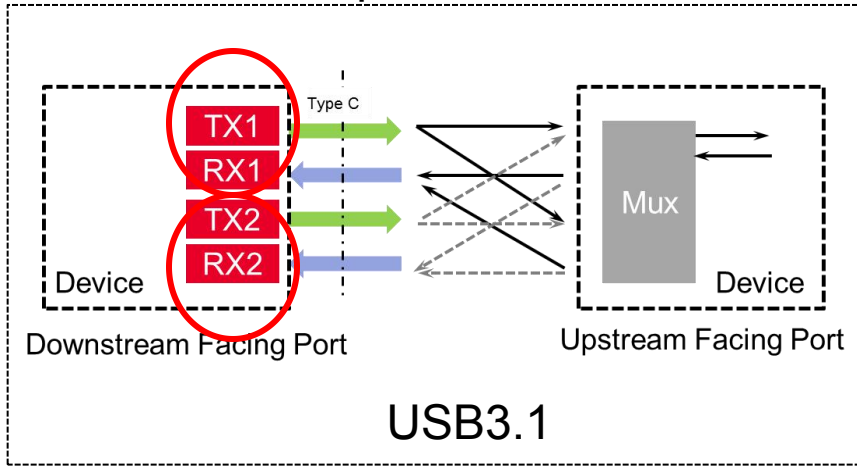 Type C
TX1
RX1
TX2
RX2
Mux
Device
Device
Downstream Facing Port
Upstream Facing Port
USB3.1